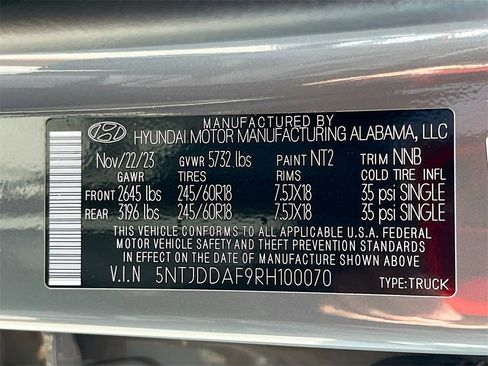 MANUFACTURED BY
HYUNDAI MOTOR MANUFACTURING ALABAMA, LLC
Nov/22/23 GVWR 5732 lbs PAINT NT2 TRIM NNB
GAWR TIRES RIMS COLD TIRE INFL
FRONT 2645 lbs 245/60R18 7.5JX18 35 psi SINGLE
REAR 3196 lbs 245/60R18 7.5JX18 35 psi SINGLE
THIS VEHICLE CONFORMS TO ALL APPLICABLE U.S.A. FEDERAL
MOTOR VEHICLE SAFETY, BUMPER, AND THEFT PREVENTION
STANDARDS IN EFFECT ON THE DATE OF MANUFACTURE SHOWN ABOVE
V.I.N 5NTJDDAF9RH100070 TYPE:TRUCK